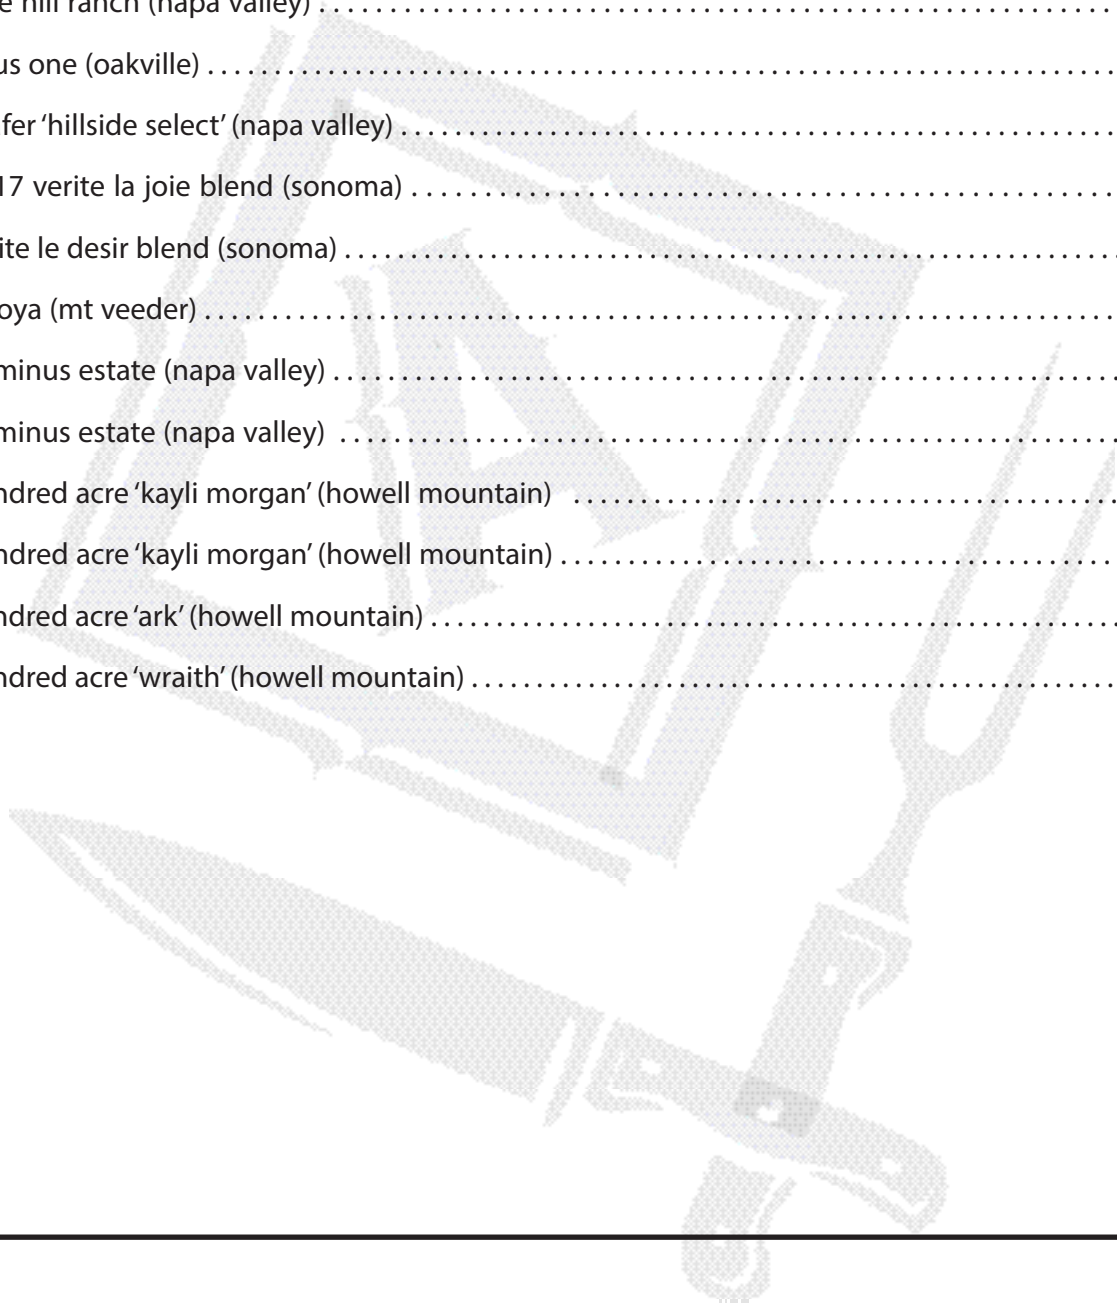 e hill ranch (napa valley)
us one (oakville)
fer ‘hillside select’ (napa valley)
17 verite la joie blend (sonoma)
ite le desir blend (sonoma)
oya (mt veeder)
minus estate (napa valley)
minus estate (napa valley)
ndred acre ‘kayli morgan’ (howell mountain)
ndred acre ‘kayli morgan’ (howell mountain)
ndred acre ‘ark’ (howell mountain)
ndred acre ‘wraith’ (howell mountain)
A